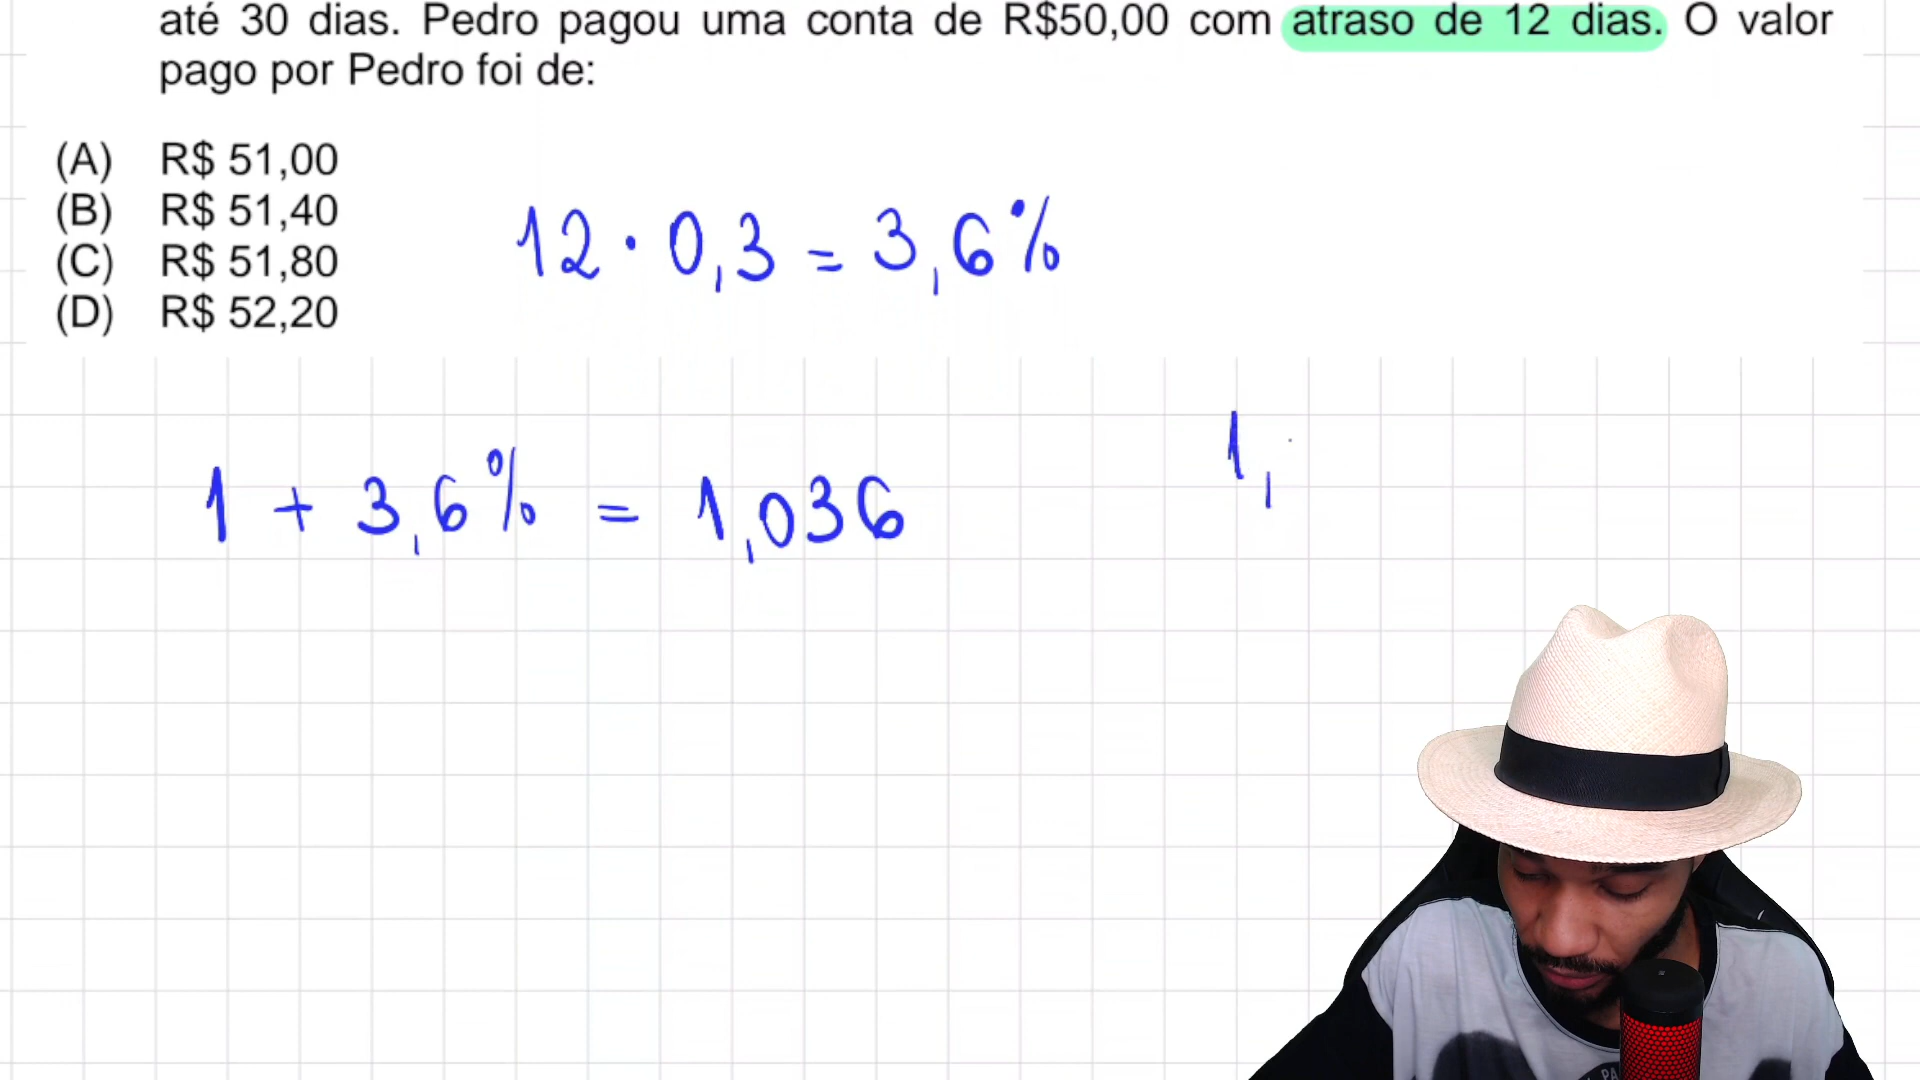 até 30 dias. Pedro pagou uma conta de R$50,00 com atraso de 12 dias. O valor
pago por Pedro foi de:
(A) R$ 51,00
(B) R$ 51,40
(C) R$ 51,80
(D) R$ 52,20
12 · 0,3 = 3,6%
1 + 3,6% = 1,036
1,
PA